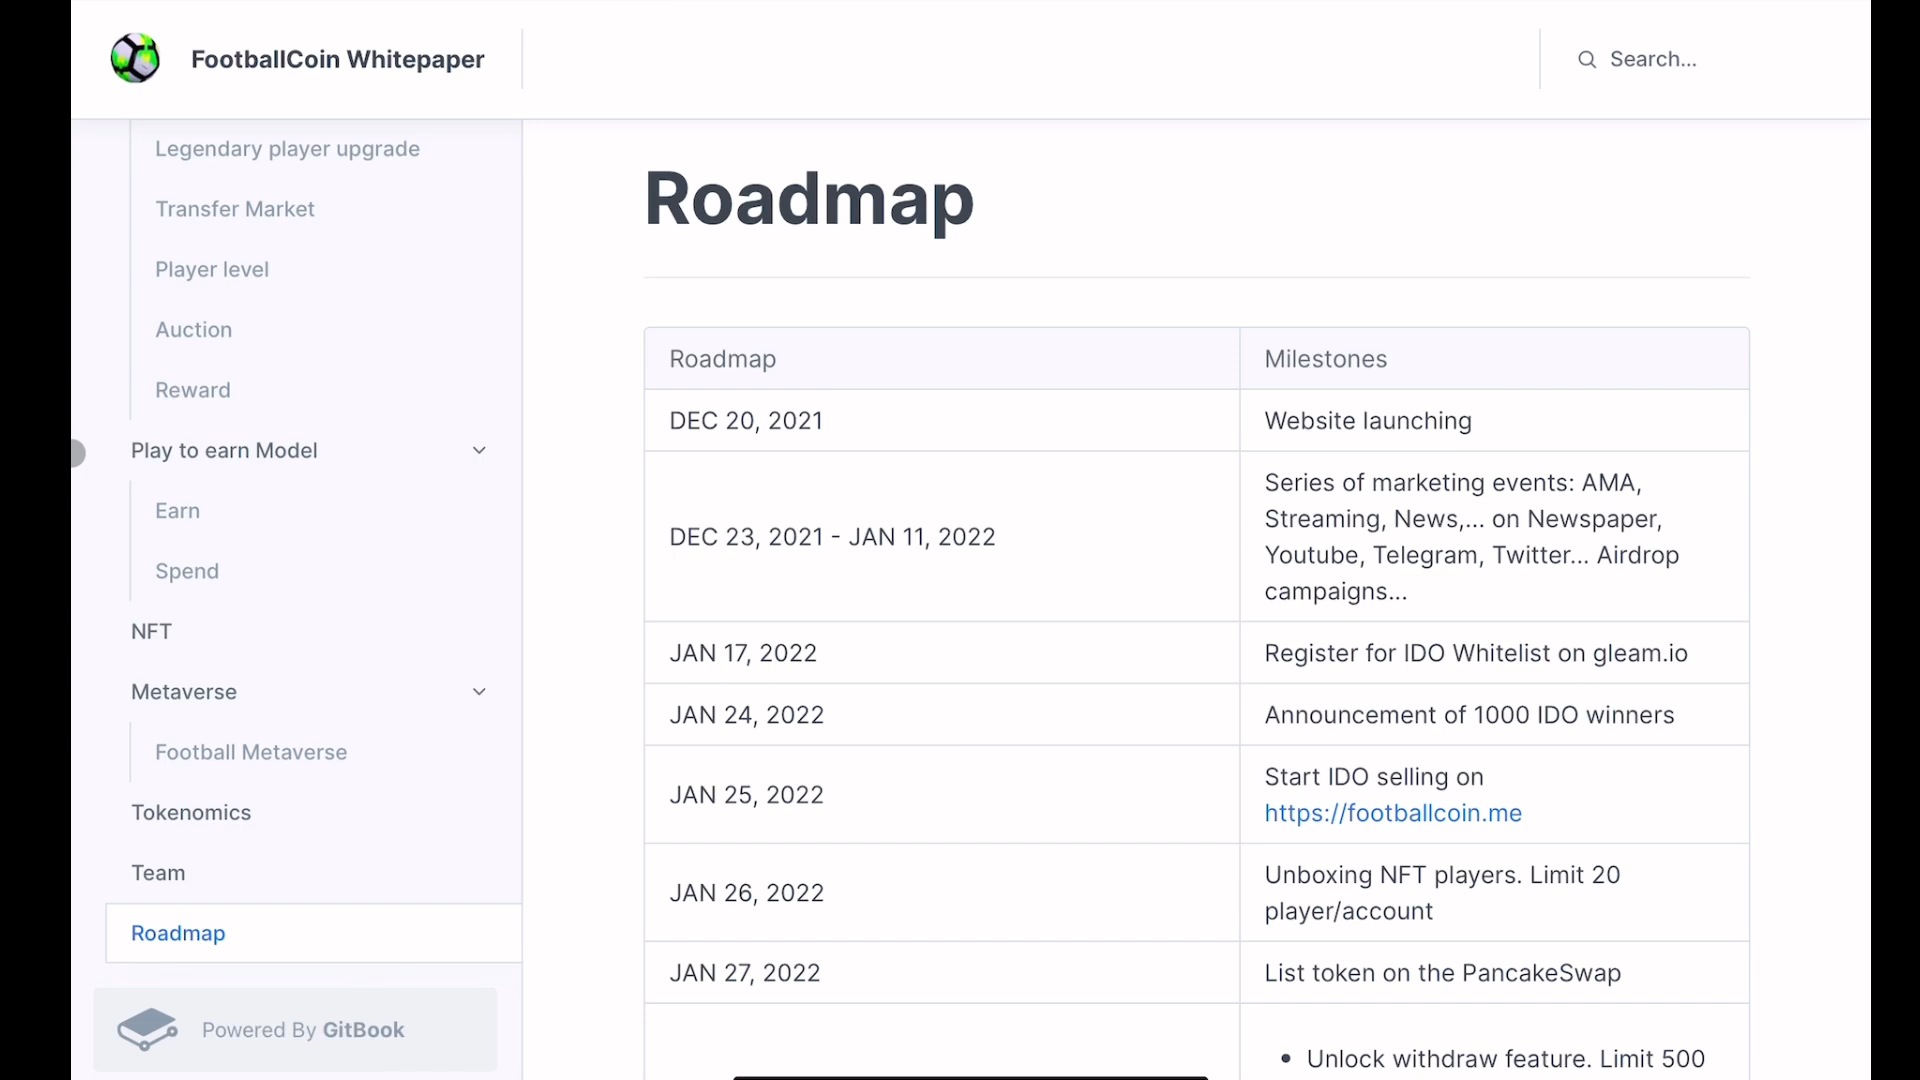 FootballCoin Whitepaper
Search...
Legendary player upgrade
Transfer Market
Player level
Auction
Reward
Play to earn Model
Earn
Spend
NFT
Metaverse
Football Metaverse
Tokenomics
Team
Roadmap
Powered By GitBook
Roadmap
Roadmap Milestones
DEC 20, 2021 Website launching
DEC 23, 2021 - JAN 11, 2022
Series of marketing events: AMA,
Streaming, News,... on Newspaper,
Youtube, Telegram, Twitter... Airdrop
campaigns...
JAN 17, 2022 Register for IDO Whitelist on gleam.io
JAN 24, 2022 Announcement of 1000 IDO winners
JAN 25, 2022
Start IDO selling on
https://footballcoin.me
JAN 26, 2022
Unboxing NFT players. Limit 20
player/account
JAN 27, 2022 List token on the PancakeSwap
• Unlock withdraw feature. Limit 500